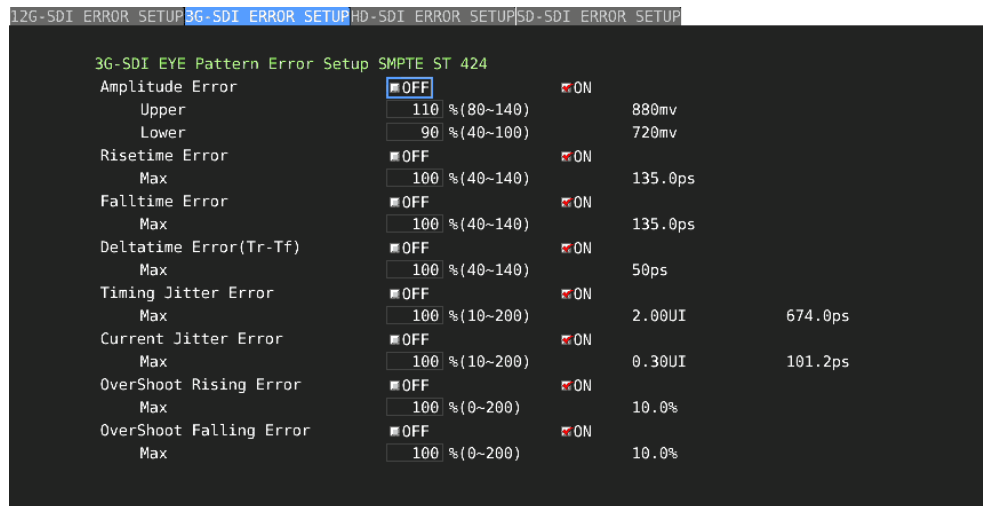 12G-SDI ERROR SETUP 3G-SDI ERROR SETUP HD-SDI ERROR SETUP SD-SDI ERROR SETUP
3G-SDI EYE Pattern Error Setup SMPTE ST 424
Amplitude Error OFF ON
Upper 110 %(80~140) 880mv
Lower 90 %(40~100) 720mv
Risetime Error OFF ON
Max 100 %(40~140) 135.0ps
Falltime Error OFF ON
Max 100 %(40~140) 135.0ps
Deltatime Error(Tr-Tf) OFF ON
Max 100 %(40~140) 50ps
Timing Jitter Error OFF ON
Max 100 %(10~200) 2.00UI 674.0ps
Current Jitter Error OFF ON
Max 100 %(10~200) 0.30UI 101.2ps
OverShoot Rising Error OFF ON
Max 100 %(0~200) 10.0%
OverShoot Falling Error OFF ON
Max 100 %(0~200) 10.0%